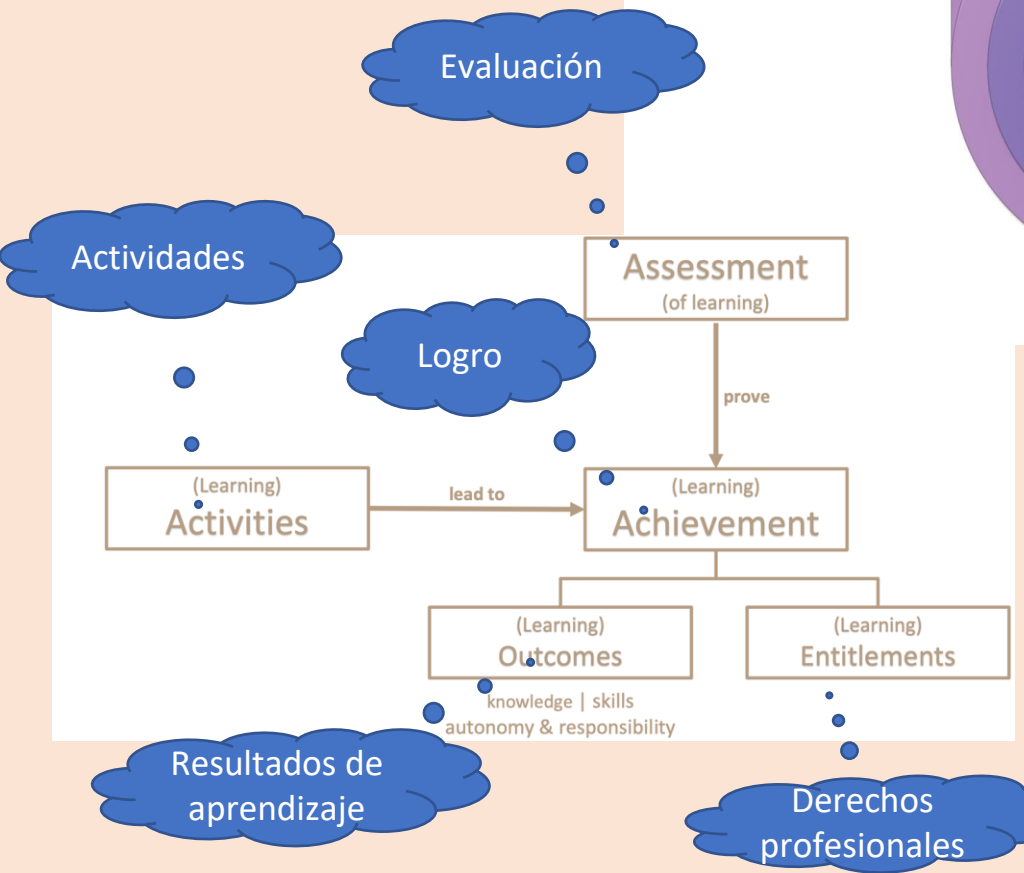 Evaluación
Actividades
Assessment
(of learning)
Logro
prove
(Learning)
Activities
lead to
(Learning)
Achievement
(Learning)
Outcomes
(Learning)
Entitlements
knowledge | skills
autonomy & responsibility
Resultados de
aprendizaje
Derechos
profesionales